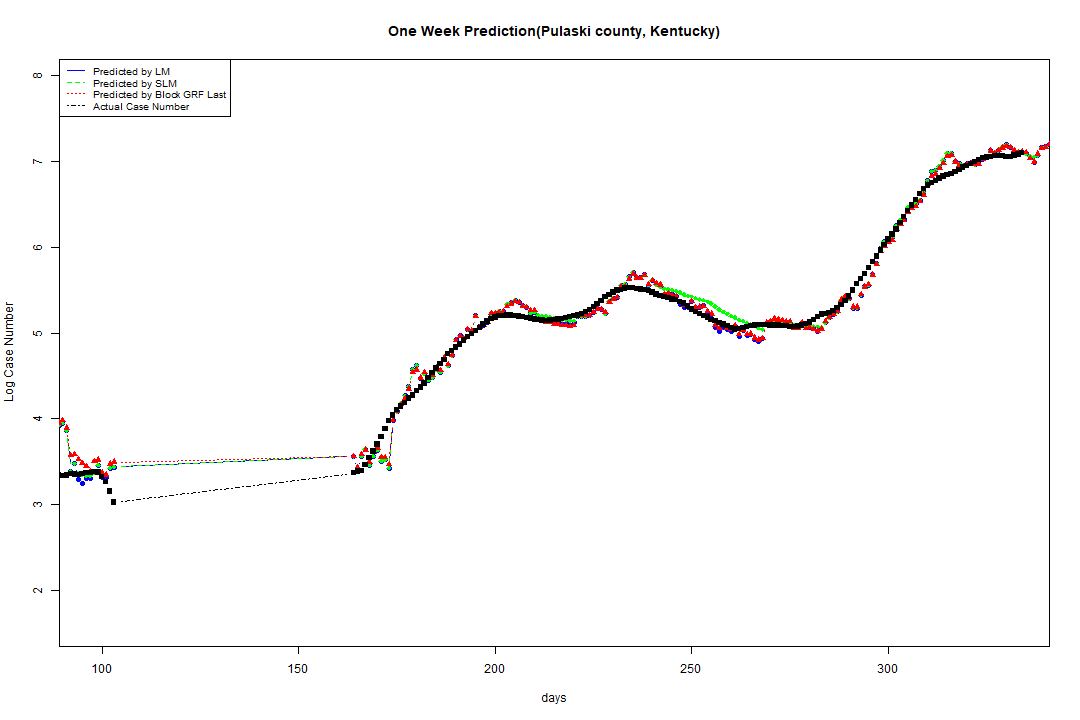 One Week Prediction(Pulaski county, Kentucky)
Predicted by LM
Predicted by SLM
Predicted by Block GRF Last
Actual Case Number
8
7
6
5
4
3
2
Log Case Number
100 150 200 250 300
days